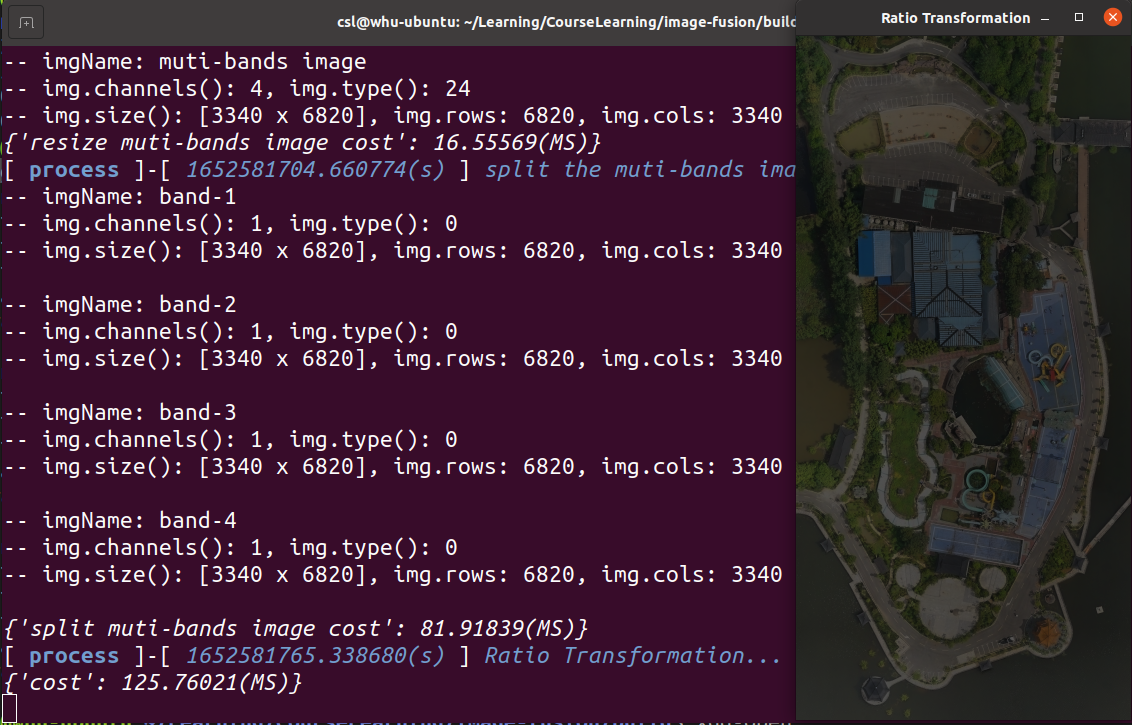 csl@whu-ubuntu: ~/Learning/CourseLearning/image-fusion/build
Ratio Transformation
-- imgName: muti-bands image
-- img.channels(): 4, img.type(): 24
-- img.size(): [3340 x 6820], img.rows: 6820, img.cols: 3340
{'resize muti-bands image cost': 16.55569(MS)}
[ process ]-[ 1652581704.660774(s) ] split the muti-bands ima
-- imgName: band-1
-- img.channels(): 1, img.type(): 0
-- img.size(): [3340 x 6820], img.rows: 6820, img.cols: 3340
-- imgName: band-2
-- img.channels(): 1, img.type(): 0
-- img.size(): [3340 x 6820], img.rows: 6820, img.cols: 3340
-- imgName: band-3
-- img.channels(): 1, img.type(): 0
-- img.size(): [3340 x 6820], img.rows: 6820, img.cols: 3340
-- imgName: band-4
-- img.channels(): 1, img.type(): 0
-- img.size(): [3340 x 6820], img.rows: 6820, img.cols: 3340
{'split muti-bands image cost': 81.91839(MS)}
[ process ]-[ 1652581765.338680(s) ] Ratio Transformation...
{'cost': 125.76021(MS)}